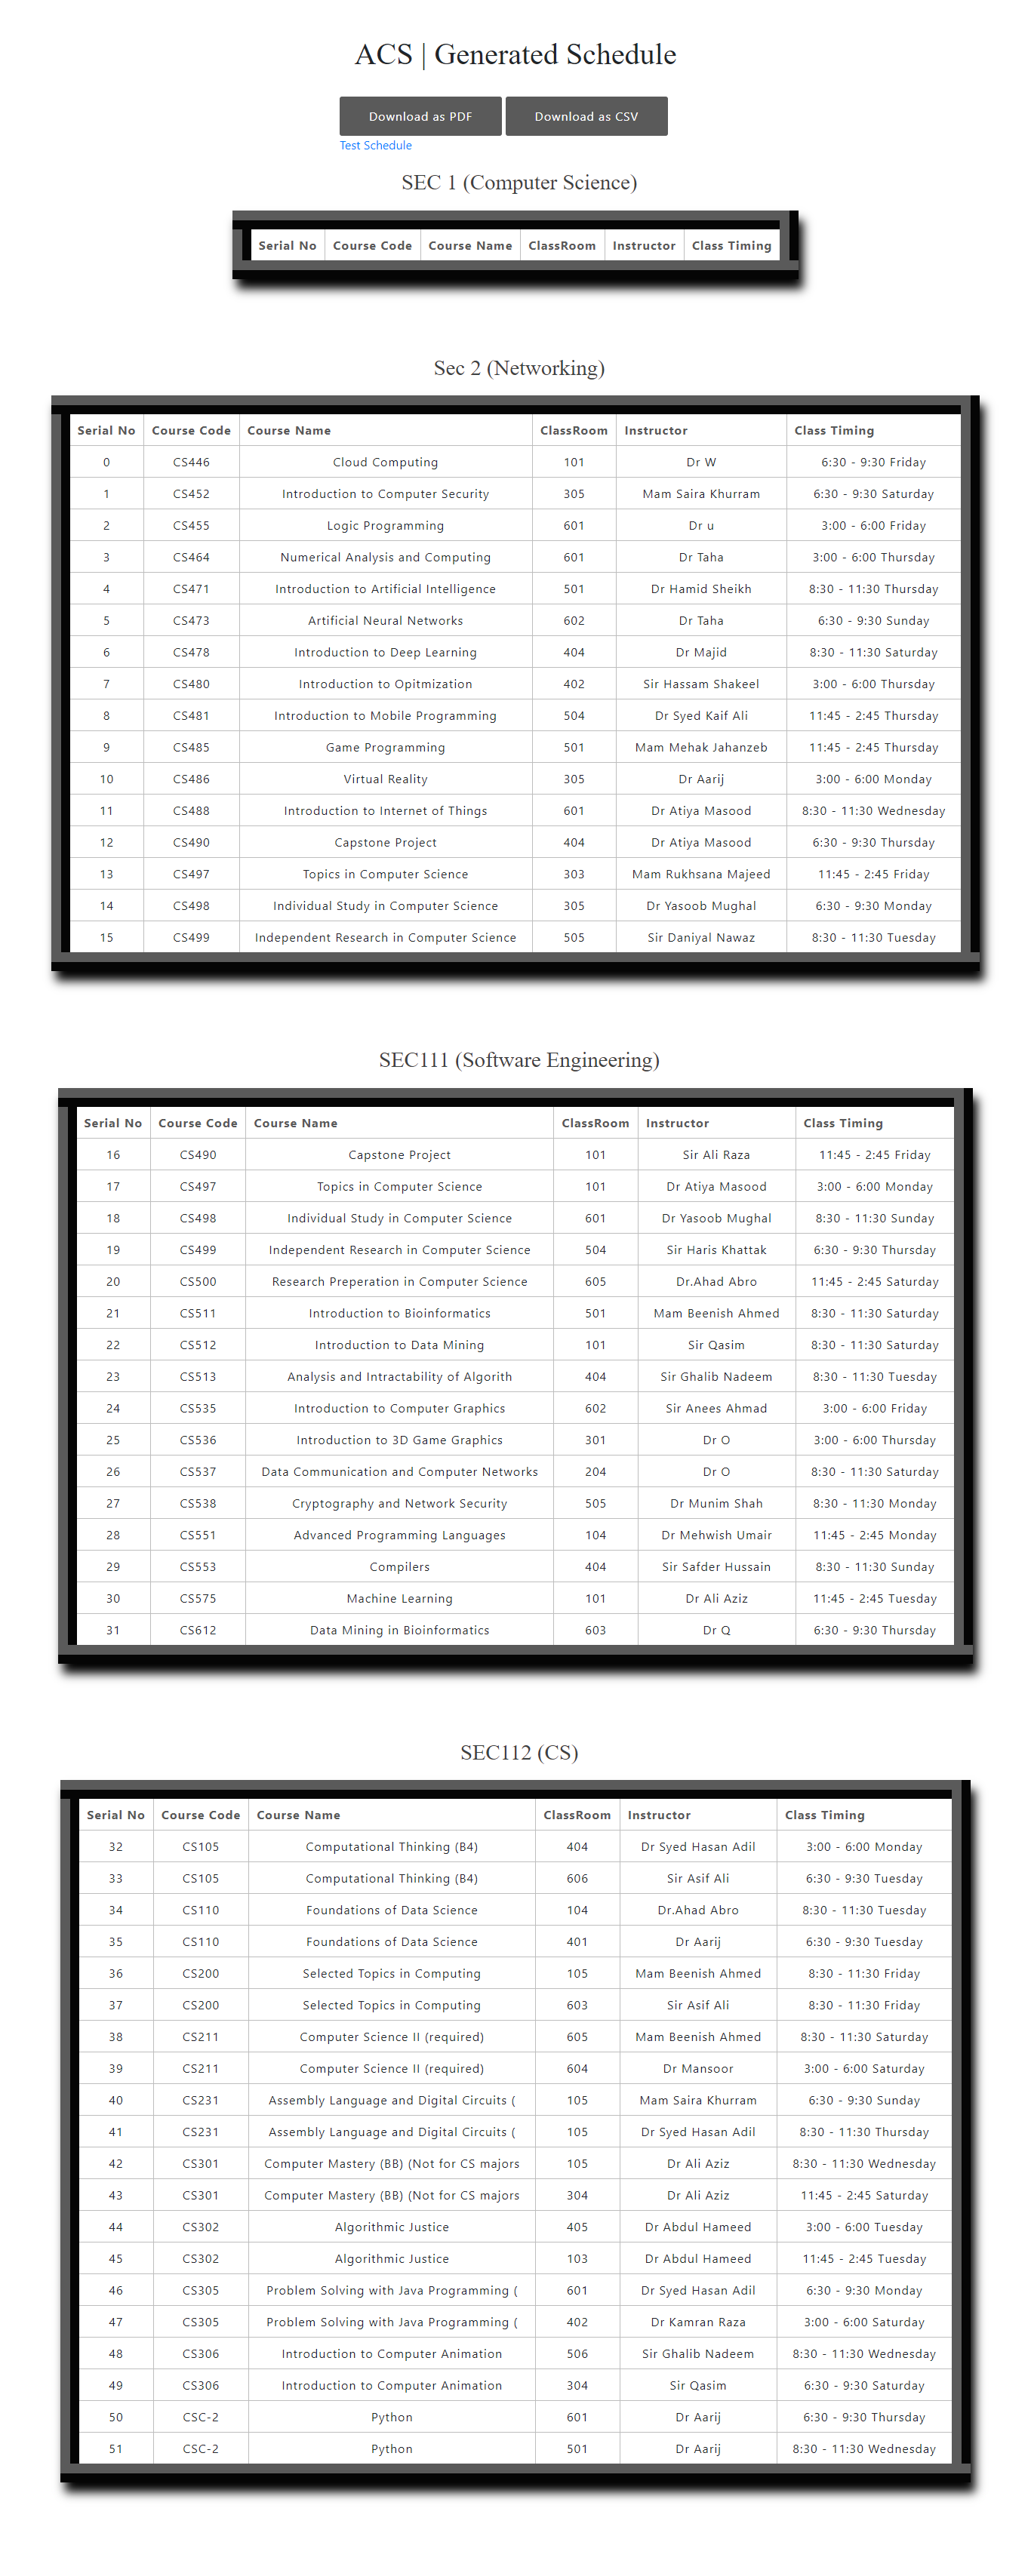 ACS | Generated Schedule
Download as PDF Download as CSV
Test Schedule
SEC 1 (Computer Science)
Serial No Course Code Course Name ClassRoom Instructor Class Timing
Sec 2 (Networking)
Serial No Course Code Course Name ClassRoom Instructor Class Timing
0 CS446 Cloud Computing 101 Dr W 6:30 - 9:30 Friday
1 CS452 Introduction to Computer Security 305 Mam Saira Khurram 6:30 - 9:30 Saturday
2 CS455 Logic Programming 601 Dr u 3:00 - 6:00 Friday
3 CS464 Numerical Analysis and Computing 601 Dr Taha 3:00 - 6:00 Thursday
4 CS471 Introduction to Artificial Intelligence 501 Dr Hamid Sheikh 8:30 - 11:30 Thursday
5 CS473 Artificial Neural Networks 602 Dr Taha 6:30 - 9:30 Sunday
6 CS478 Introduction to Deep Learning 404 Dr Majid 8:30 - 11:30 Saturday
7 CS480 Introduction to Opitmization 402 Sir Hassam Shakeel 3:00 - 6:00 Thursday
8 CS481 Introduction to Mobile Programming 504 Dr Syed Kaif Ali 11:45 - 2:45 Thursday
9 CS485 Game Programming 501 Mam Mehak Jahanzeb 11:45 - 2:45 Thursday
10 CS486 Virtual Reality 305 Dr Aarij 3:00 - 6:00 Monday
11 CS488 Introduction to Internet of Things 601 Dr Atiya Masood 8:30 - 11:30 Wednesday
12 CS490 Capstone Project 404 Dr Atiya Masood 6:30 - 9:30 Thursday
13 CS497 Topics in Computer Science 303 Mam Rukhsana Majeed 11:45 - 2:45 Friday
14 CS498 Individual Study in Computer Science 305 Dr Yasoob Mughal 6:30 - 9:30 Monday
15 CS499 Independent Research in Computer Science 505 Sir Daniyal Nawaz 8:30 - 11:30 Tuesday
SEC111 (Software Engineering)
Serial No Course Code Course Name ClassRoom Instructor Class Timing
16 CS490 Capstone Project 101 Sir Ali Raza 11:45 - 2:45 Friday
17 CS497 Topics in Computer Science 101 Dr Atiya Masood 3:00 - 6:00 Monday
18 CS498 Individual Study in Computer Science 601 Dr Yasoob Mughal 8:30 - 11:30 Sunday
19 CS499 Independent Research in Computer Science 504 Sir Haris Khattak 6:30 - 9:30 Thursday
20 CS500 Research Preperation in Computer Science 605 Dr.Ahad Abro 11:45 - 2:45 Saturday
21 CS511 Introduction to Bioinformatics 501 Mam Beenish Ahmed 8:30 - 11:30 Saturday
22 CS512 Introduction to Data Mining 101 Sir Qasim 8:30 - 11:30 Saturday
23 CS513 Analysis and Intractability of Algorith 404 Sir Ghalib Nadeem 8:30 - 11:30 Tuesday
24 CS535 Introduction to Computer Graphics 602 Sir Anees Ahmad 3:00 - 6:00 Friday
25 CS536 Introduction to 3D Game Graphics 301 Dr O 3:00 - 6:00 Thursday
26 CS537 Data Communication and Computer Networks 204 Dr O 8:30 - 11:30 Saturday
27 CS538 Cryptography and Network Security 505 Dr Munim Shah 8:30 - 11:30 Monday
28 CS551 Advanced Programming Languages 104 Dr Mehwish Umair 11:45 - 2:45 Monday
29 CS553 Compilers 404 Sir Safder Hussain 8:30 - 11:30 Sunday
30 CS575 Machine Learning 101 Dr Ali Aziz 11:45 - 2:45 Tuesday
31 CS612 Data Mining in Bioinformatics 603 Dr Q 6:30 - 9:30 Thursday
SEC112 (CS)
Serial No Course Code Course Name ClassRoom Instructor Class Timing
32 CS105 Computational Thinking (B4) 404 Dr Syed Hasan Adil 3:00 - 6:00 Monday
33 CS105 Computational Thinking (B4) 606 Sir Asif Ali 6:30 - 9:30 Tuesday
34 CS110 Foundations of Data Science 104 Dr.Ahad Abro 8:30 - 11:30 Tuesday
35 CS110 Foundations of Data Science 401 Dr Aarij 6:30 - 9:30 Tuesday
36 CS200 Selected Topics in Computing 105 Mam Beenish Ahmed 8:30 - 11:30 Friday
37 CS200 Selected Topics in Computing 603 Sir Asif Ali 8:30 - 11:30 Friday
38 CS211 Computer Science II (required) 605 Mam Beenish Ahmed 8:30 - 11:30 Saturday
39 CS211 Computer Science II (required) 604 Dr Mansoor 3:00 - 6:00 Saturday
40 CS231 Assembly Language and Digital Circuits ( 105 Mam Saira Khurram 6:30 - 9:30 Sunday
41 CS231 Assembly Language and Digital Circuits ( 105 Dr Syed Hasan Adil 8:30 - 11:30 Thursday
42 CS301 Computer Mastery (BB) (Not for CS majors 105 Dr Ali Aziz 8:30 - 11:30 Wednesday
43 CS301 Computer Mastery (BB) (Not for CS majors 304 Dr Ali Aziz 11:45 - 2:45 Saturday
44 CS302 Algorithmic Justice 405 Dr Abdul Hameed 3:00 - 6:00 Tuesday
45 CS302 Algorithmic Justice 103 Dr Abdul Hameed 11:45 - 2:45 Tuesday
46 CS305 Problem Solving with Java Programming ( 601 Dr Syed Hasan Adil 6:30 - 9:30 Monday
47 CS305 Problem Solving with Java Programming ( 402 Dr Kamran Raza 3:00 - 6:00 Saturday
48 CS306 Introduction to Computer Animation 506 Sir Ghalib Nadeem 8:30 - 11:30 Wednesday
49 CS306 Introduction to Computer Animation 304 Sir Qasim 6:30 - 9:30 Saturday
50 CSC-2 Python 601 Dr Aarij 6:30 - 9:30 Thursday
51 CSC-2 Python 501 Dr Aarij 8:30 - 11:30 Wednesday